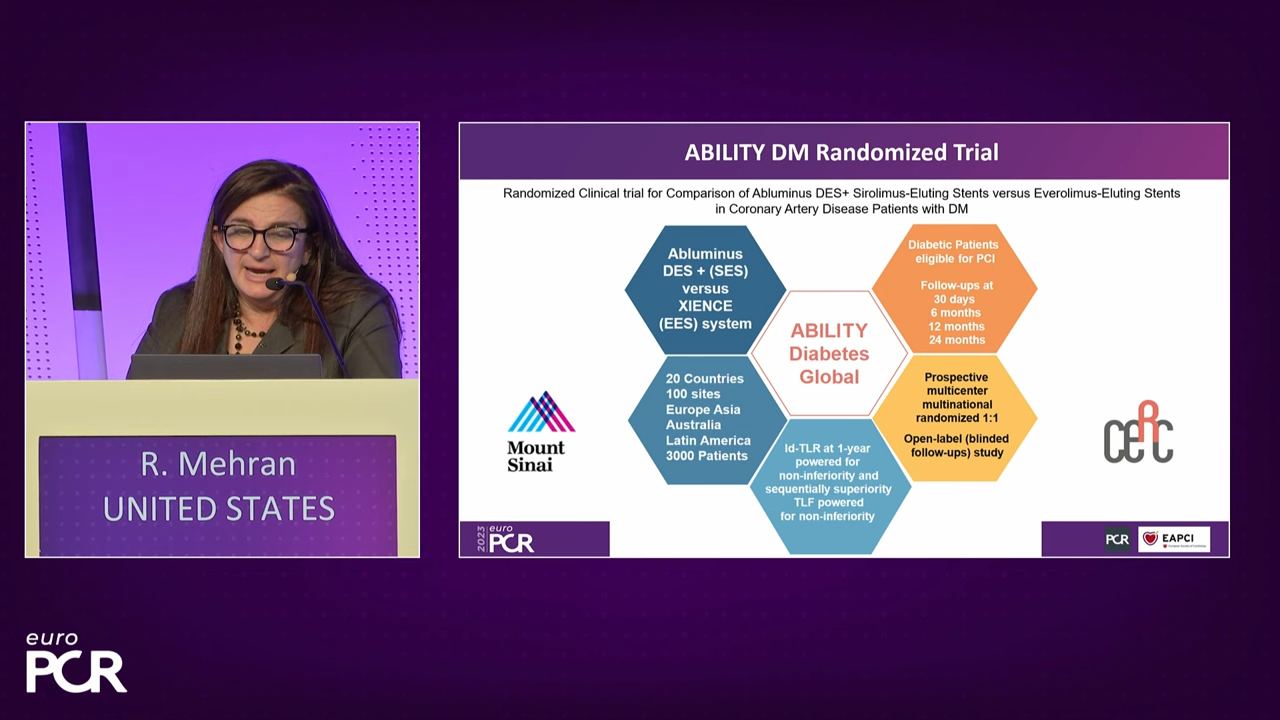 R. Mehran
UNITED STATES
euro
PCR
ABILITY DM Randomized Trial
Randomized Clinical trial for Comparison of Abluminus DES+ Sirolimus-Eluting Stents versus Everolimus-Eluting Stents
in Coronary Artery Disease Patients with DM
Abluminus
DES + (SES)
versus
XIENCE
(EES) system
Diabetic Patients
eligible for PCI
Follow-ups at
30 days
6 months
12 months
24 months
ABILITY
Diabetes
Global
20 Countries
100 sites
Europe Asia
Australia
Latin America
3000 Patients
Prospective
multicenter
multinational
randomized 1:1
Open-label (blinded
follow-ups) study
Id-TLR at 1-year
powered for
non-inferiority and
sequentially superiority
TLF powered
for non-inferiority
Mount
Sinai
ceRc
2023
euro
PCR
PCR
EAPCI